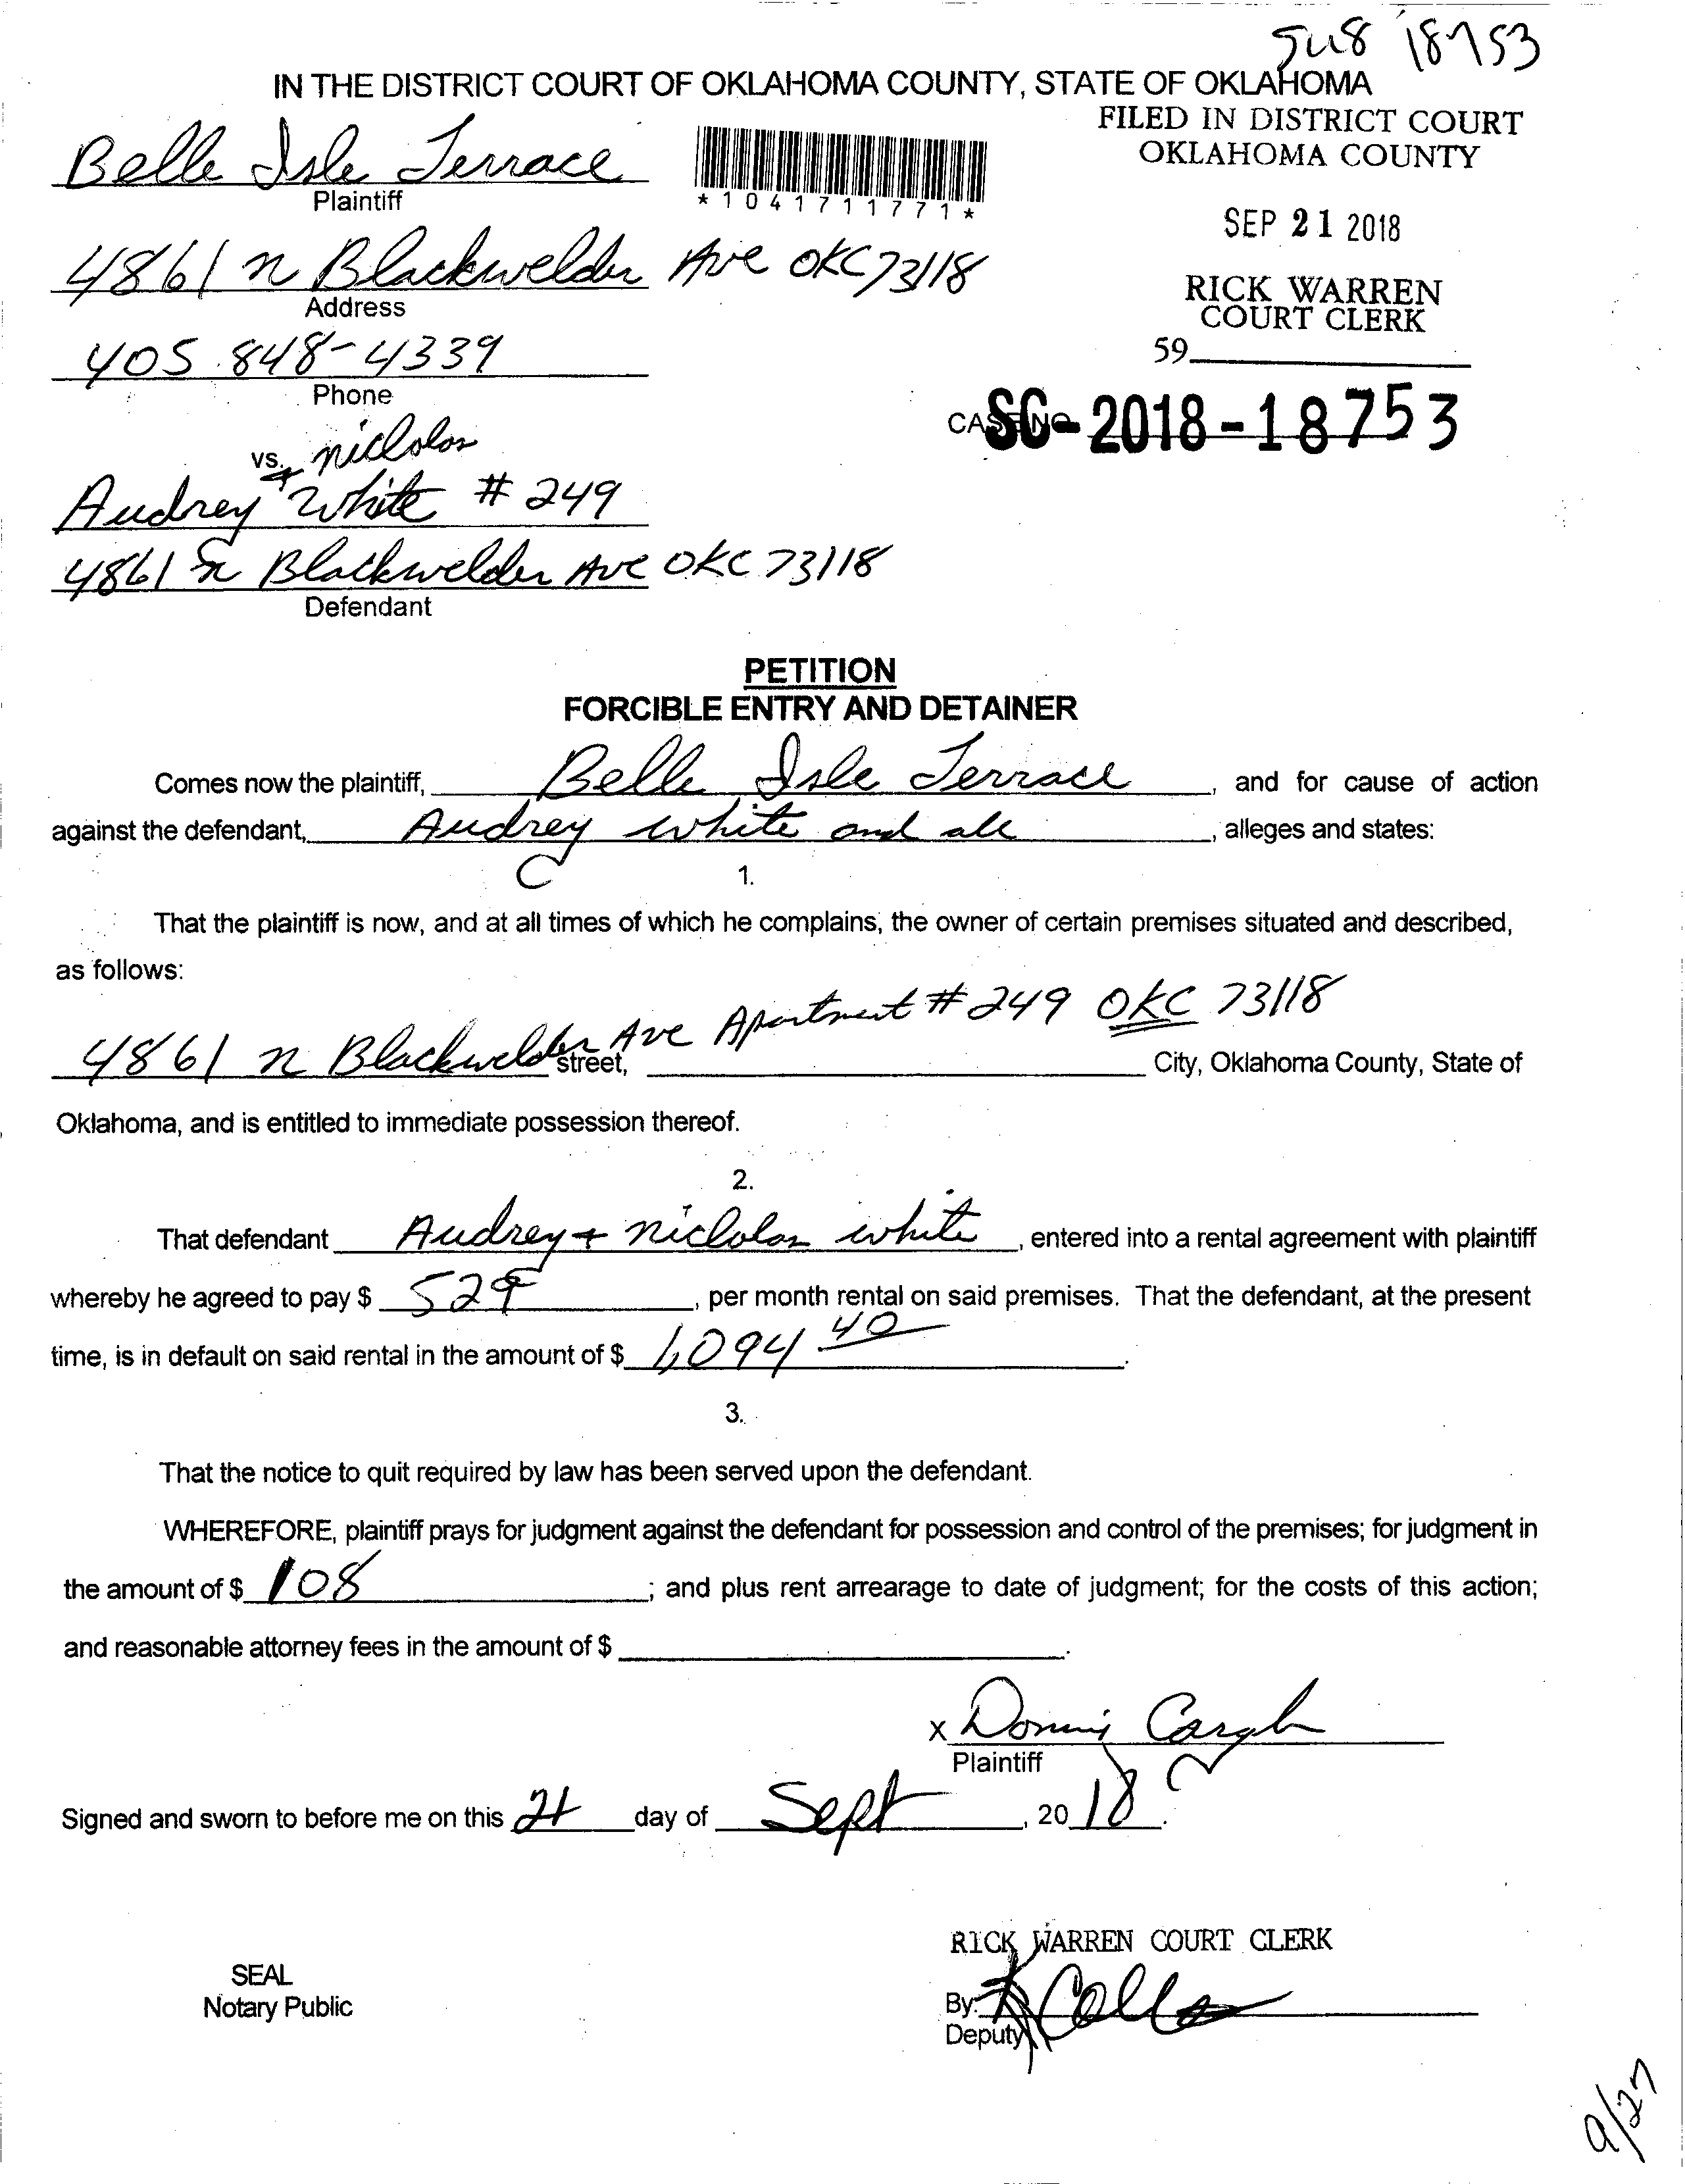 18753
IN THE DISTRICT COURT OF OKLAHOMA COUNTY, STATE OF OKLAHOMA
FILED IN DISTRICT COURT
OKLAHOMA COUNTY
Belle Isle Terrace
Plaintiff
*1041711771*
SEP 21 2018
4861 N Blackwelder Ave OKC 73118
Address
RICK WARREN
COURT CLERK
405 848-4339
Phone
59
CASE NO SC-2018-18753
vs. + nicholas
Audrey White # 249
4861 N Blackwelder Ave OKC 73118
Defendant
PETITION
FORCIBLE ENTRY AND DETAINER
Comes now the plaintiff, Belle Isle Terrace, and for cause of action
against the defendant, Audrey white and all, alleges and states:
1.
That the plaintiff is now, and at all times of which he complains, the owner of certain premises situated and described,
as follows:
4861 N Blackwelder Ave Apartment # 249 OKC 73118
street, City, Oklahoma County, State of
Oklahoma, and is entitled to immediate possession thereof.
2.
That defendant Audrey + nicholas white, entered into a rental agreement with plaintiff
whereby he agreed to pay $ 529, per month rental on said premises. That the defendant, at the present
time, is in default on said rental in the amount of $ 1,094 40.
3.
That the notice to quit required by law has been served upon the defendant.
WHEREFORE, plaintiff prays for judgment against the defendant for possession and control of the premises; for judgment in
the amount of $ 108; and plus rent arrearage to date of judgment; for the costs of this action;
and reasonable attorney fees in the amount of $.
x
Plaintiff
Signed and sworn to before me on this 21 day of Sept, 20 18.
RICK WARREN COURT CLERK
SEAL
Notary Public
By:
Deputy
9/27